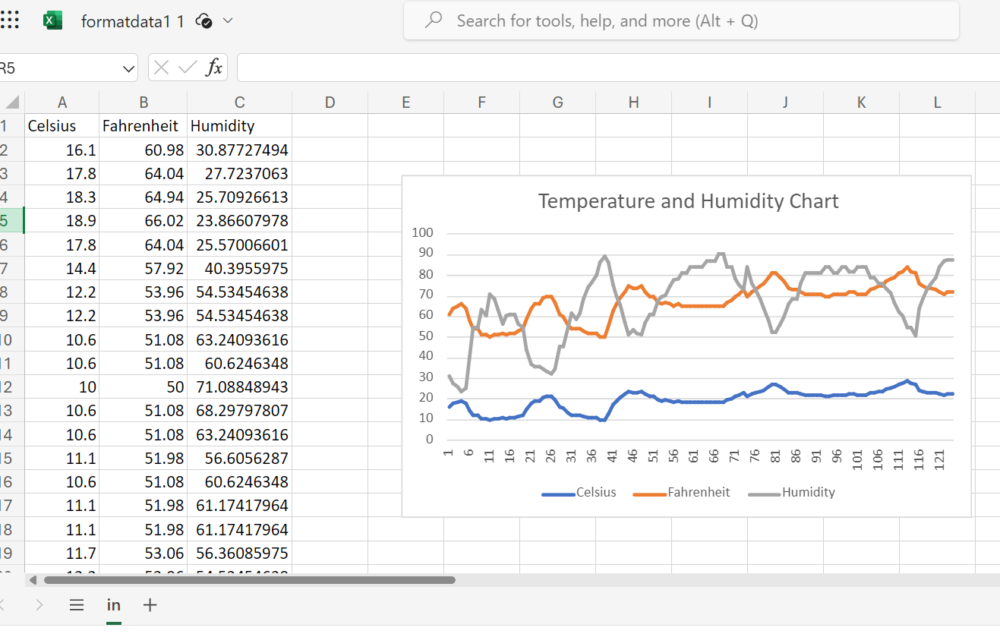 formatdata1 1
Search for tools, help, and more (Alt + Q)
R5
fx
A B C D E F G H I J K L
1 Celsius Fahrenheit Humidity
2 16.1 60.98 30.87727494
3 17.8 64.04 27.7237063
4 18.3 64.94 25.70926613
5 18.9 66.02 23.86607978
6 17.8 64.04 25.57006601
7 14.4 57.92 40.3955975
8 12.2 53.96 54.53454638
9 12.2 53.96 54.53454638
10 10.6 51.08 63.24093616
11 10.6 51.08 60.6246348
12 10 50 71.08848943
13 10.6 51.08 68.29797807
14 10.6 51.08 63.24093616
15 11.1 51.98 56.6056287
16 10.6 51.08 60.6246348
17 11.1 51.98 61.17417964
18 11.1 51.98 61.17417964
19 11.7 53.06 56.36085975
Temperature and Humidity Chart
100
90
80
70
60
50
40
30
20
10
0
1 6 11 16 21 26 31 36 41 46 51 56 61 66 71 76 81 86 91 96 101 106 111 116 121
Celsius Fahrenheit Humidity
in